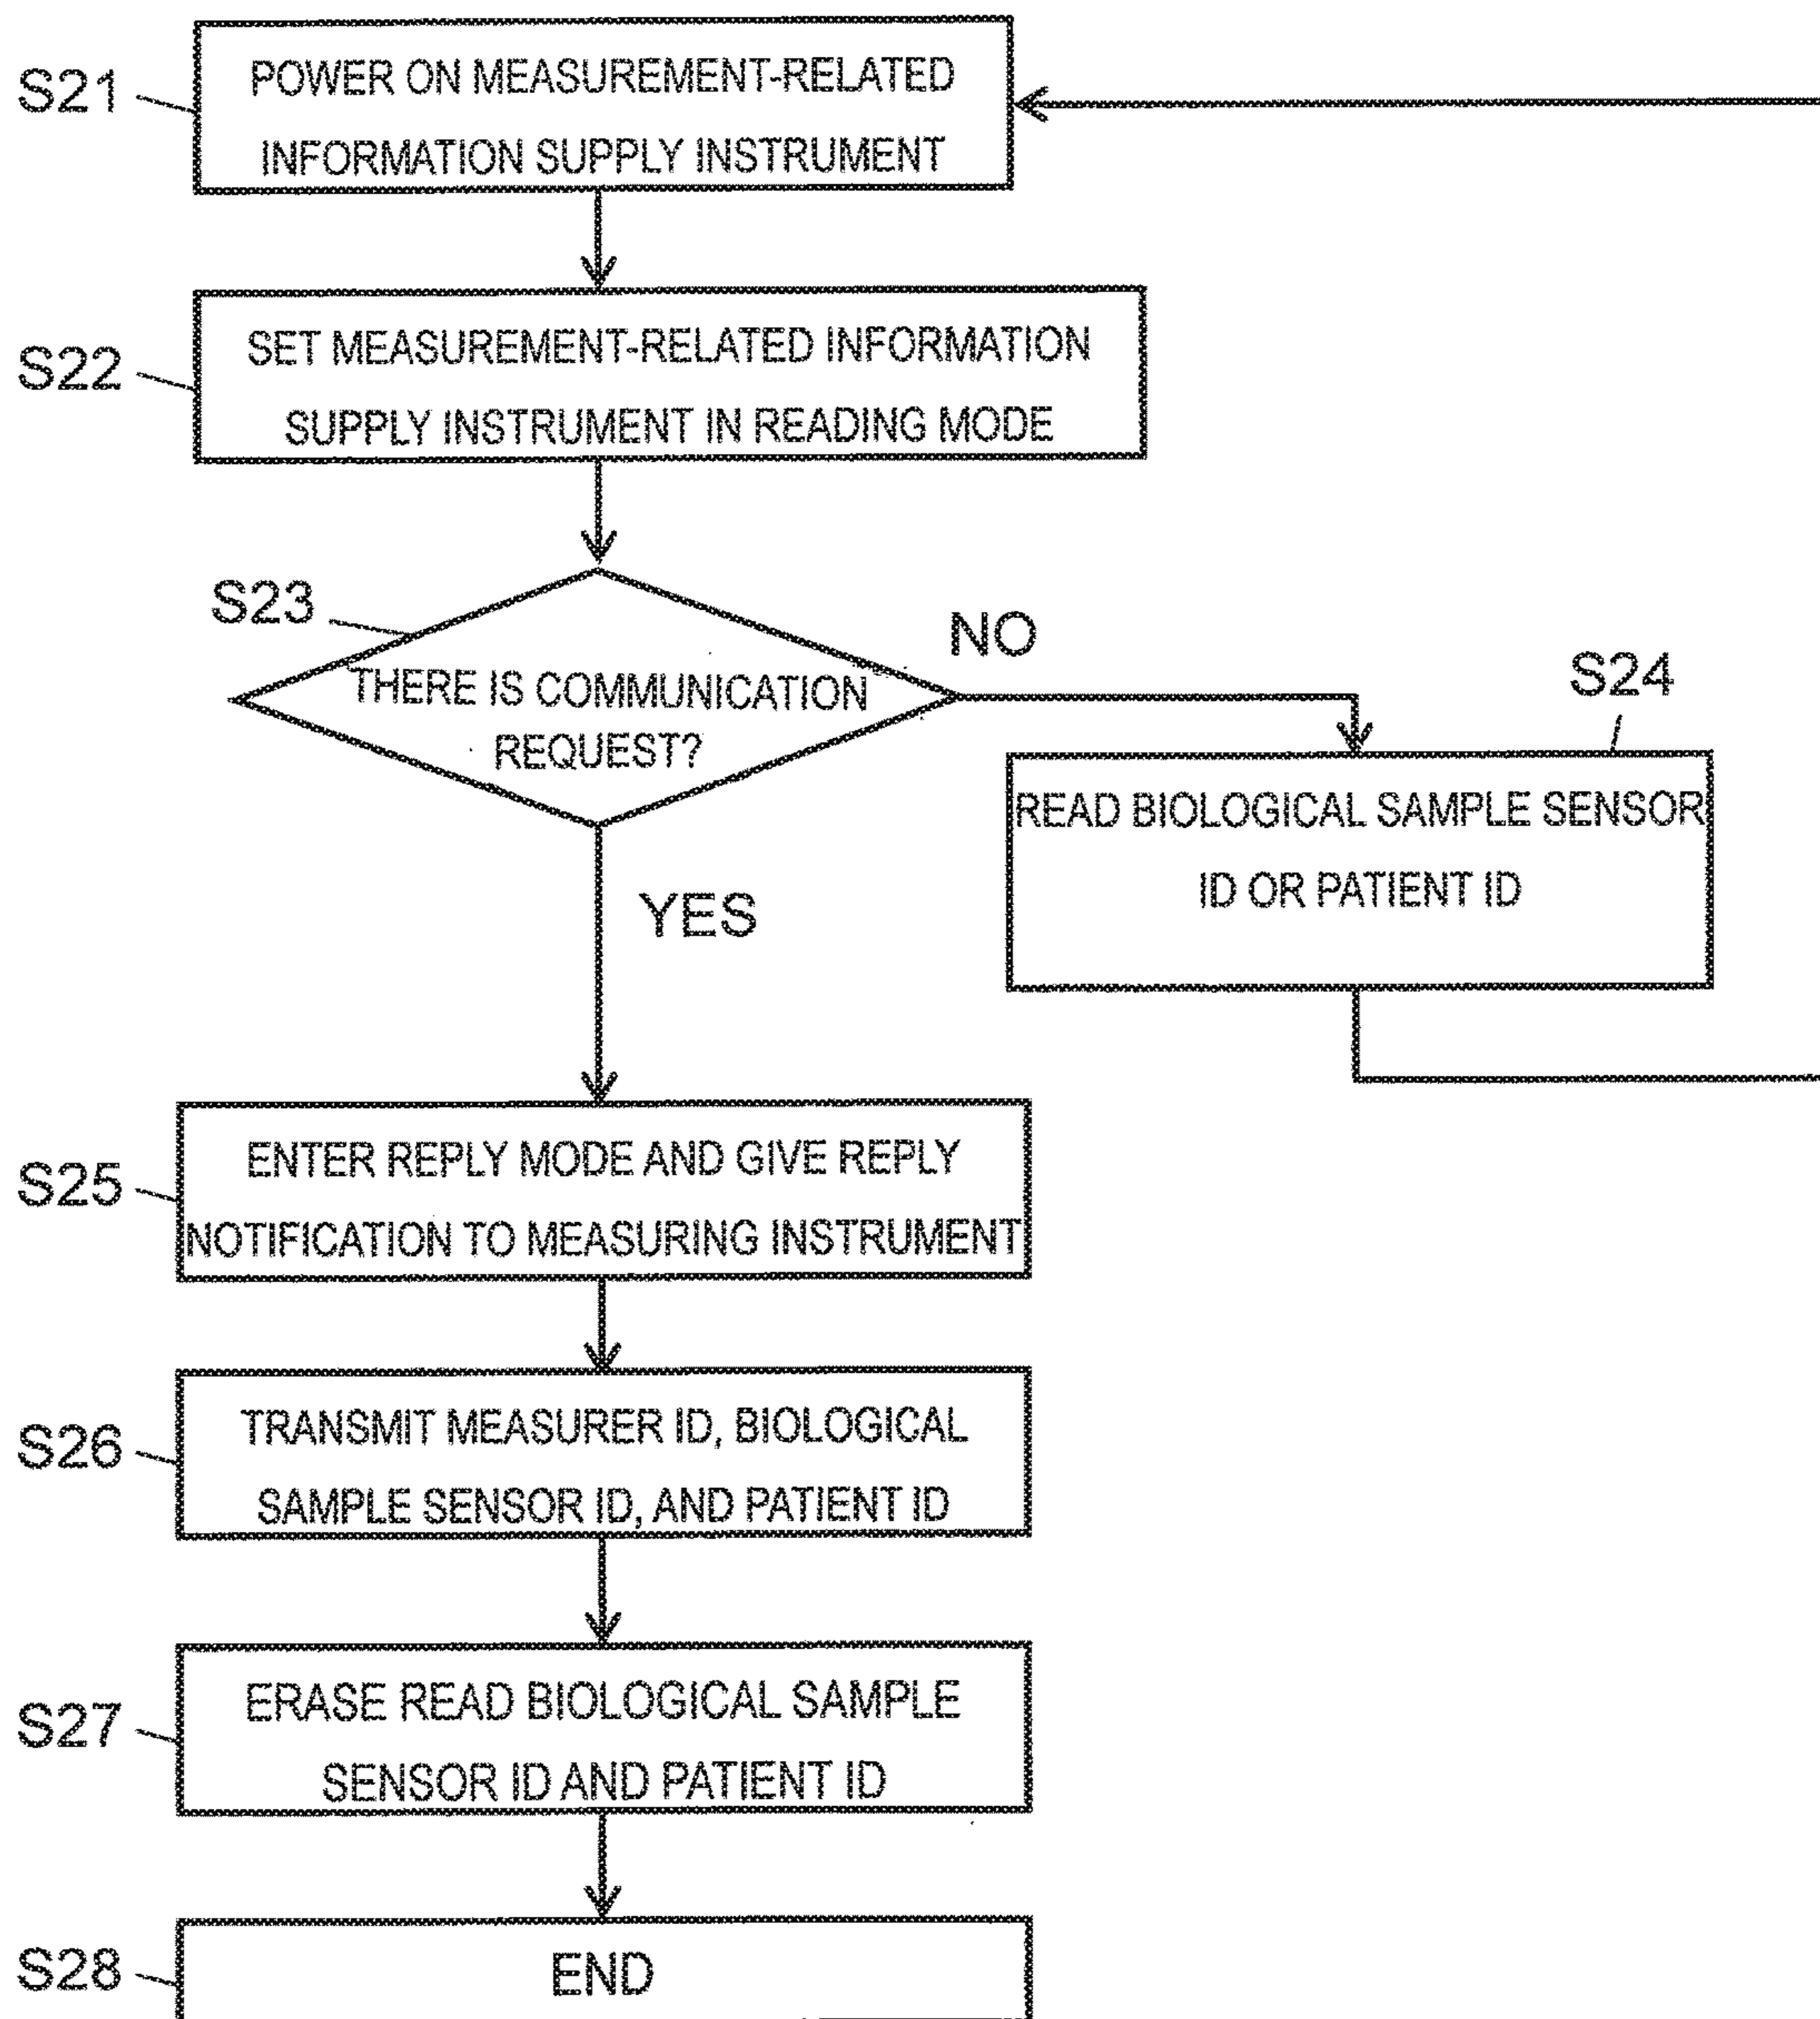 S21
POWER ON MEASUREMENT-RELATED
INFORMATION SUPPLY INSTRUMENT
S22
SET MEASUREMENT-RELATED INFORMATION
SUPPLY INSTRUMENT IN READING MODE
S23
THERE IS COMMUNICATION
REQUEST?
NO
YES
S24
READ BIOLOGICAL SAMPLE SENSOR
ID OR PATIENT ID
S25
ENTER REPLY MODE AND GIVE REPLY
NOTIFICATION TO MEASURING INSTRUMENT
S26
TRANSMIT MEASURER ID, BIOLOGICAL
SAMPLE SENSOR ID, AND PATIENT ID
S27
ERASE READ BIOLOGICAL SAMPLE
SENSOR ID AND PATIENT ID
S28
END